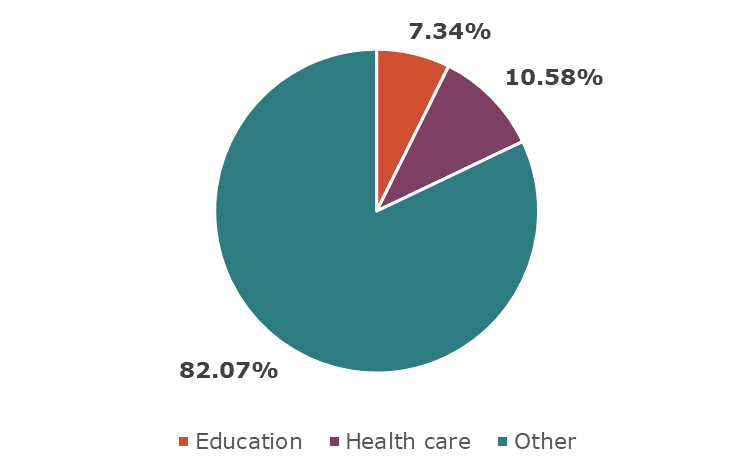 7.34%
10.58%
82.07%
Education Health care Other